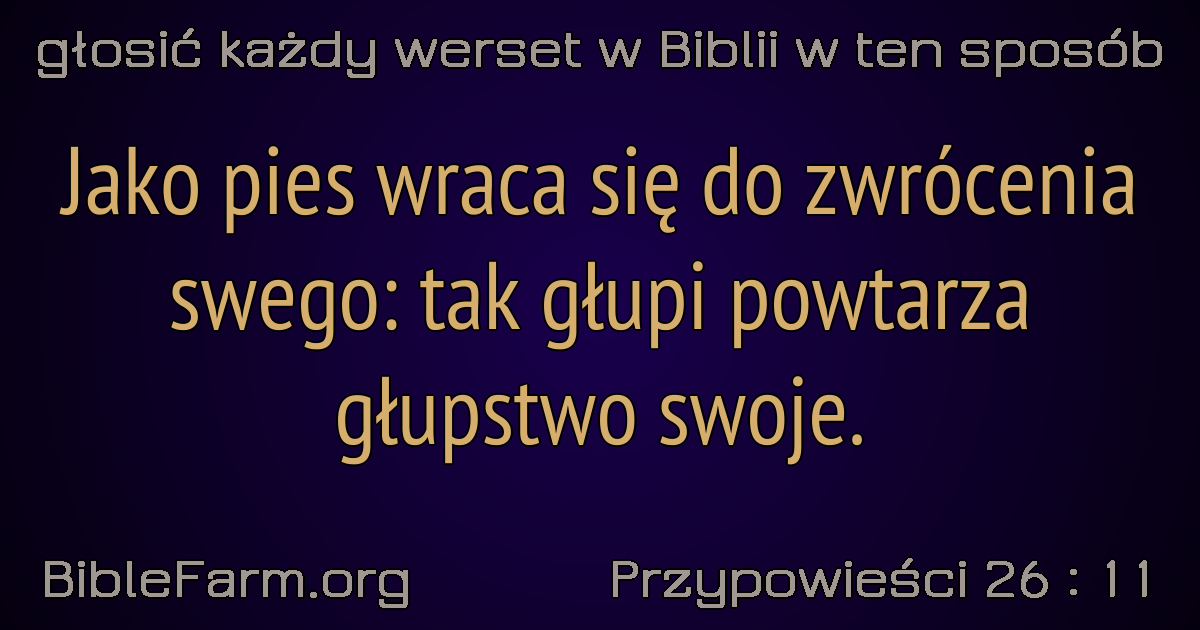 głosić każdy werset w Biblii w ten sposób
Jako pies wraca się do zwrócenia
swego: tak głupi powtarza
głupstwo swoje.
BibleFarm.org
Przypowieści 26 : 11